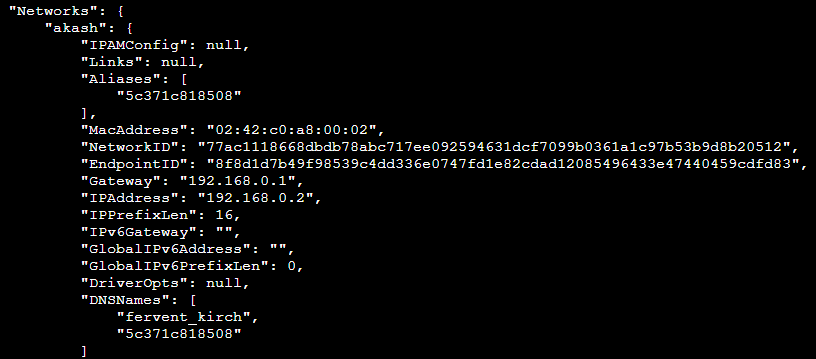 "Networks": {
"akash": {
"IPAMConfig": null,
"Links": null,
"Aliases": [
"5c371c818508"
],
"MacAddress": "02:42:c0:a8:00:02",
"NetworkID": "77ac1118668dbdb78abc717ee092594631dcf7099b0361a1c97b53b9d8b20512",
"EndpointID": "8f8d1d7b49f98539c4dd336e0747fd1e82cdad12085496433e47440459cdfd83",
"Gateway": "192.168.0.1",
"IPAddress": "192.168.0.2",
"IPPrefixLen": 16,
"IPv6Gateway": "",
"GlobalIPv6Address": "",
"GlobalIPv6PrefixLen": 0,
"DriverOpts": null,
"DNSNames": [
"fervent_kirch",
"5c371c818508"
]